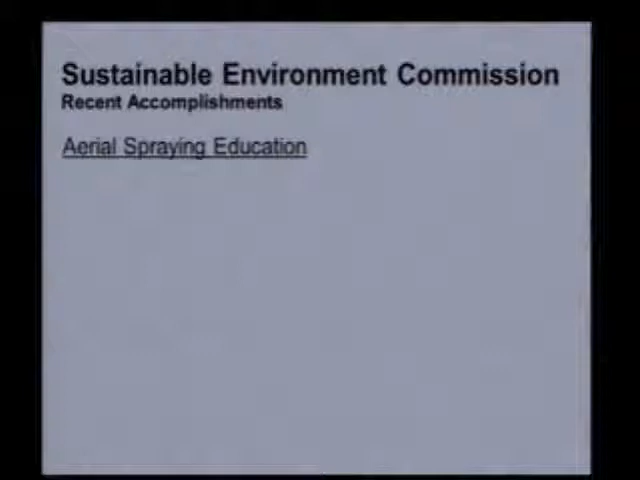 Sustainable Environment Commission
Recent Accomplishments
Aerial Spraying Education